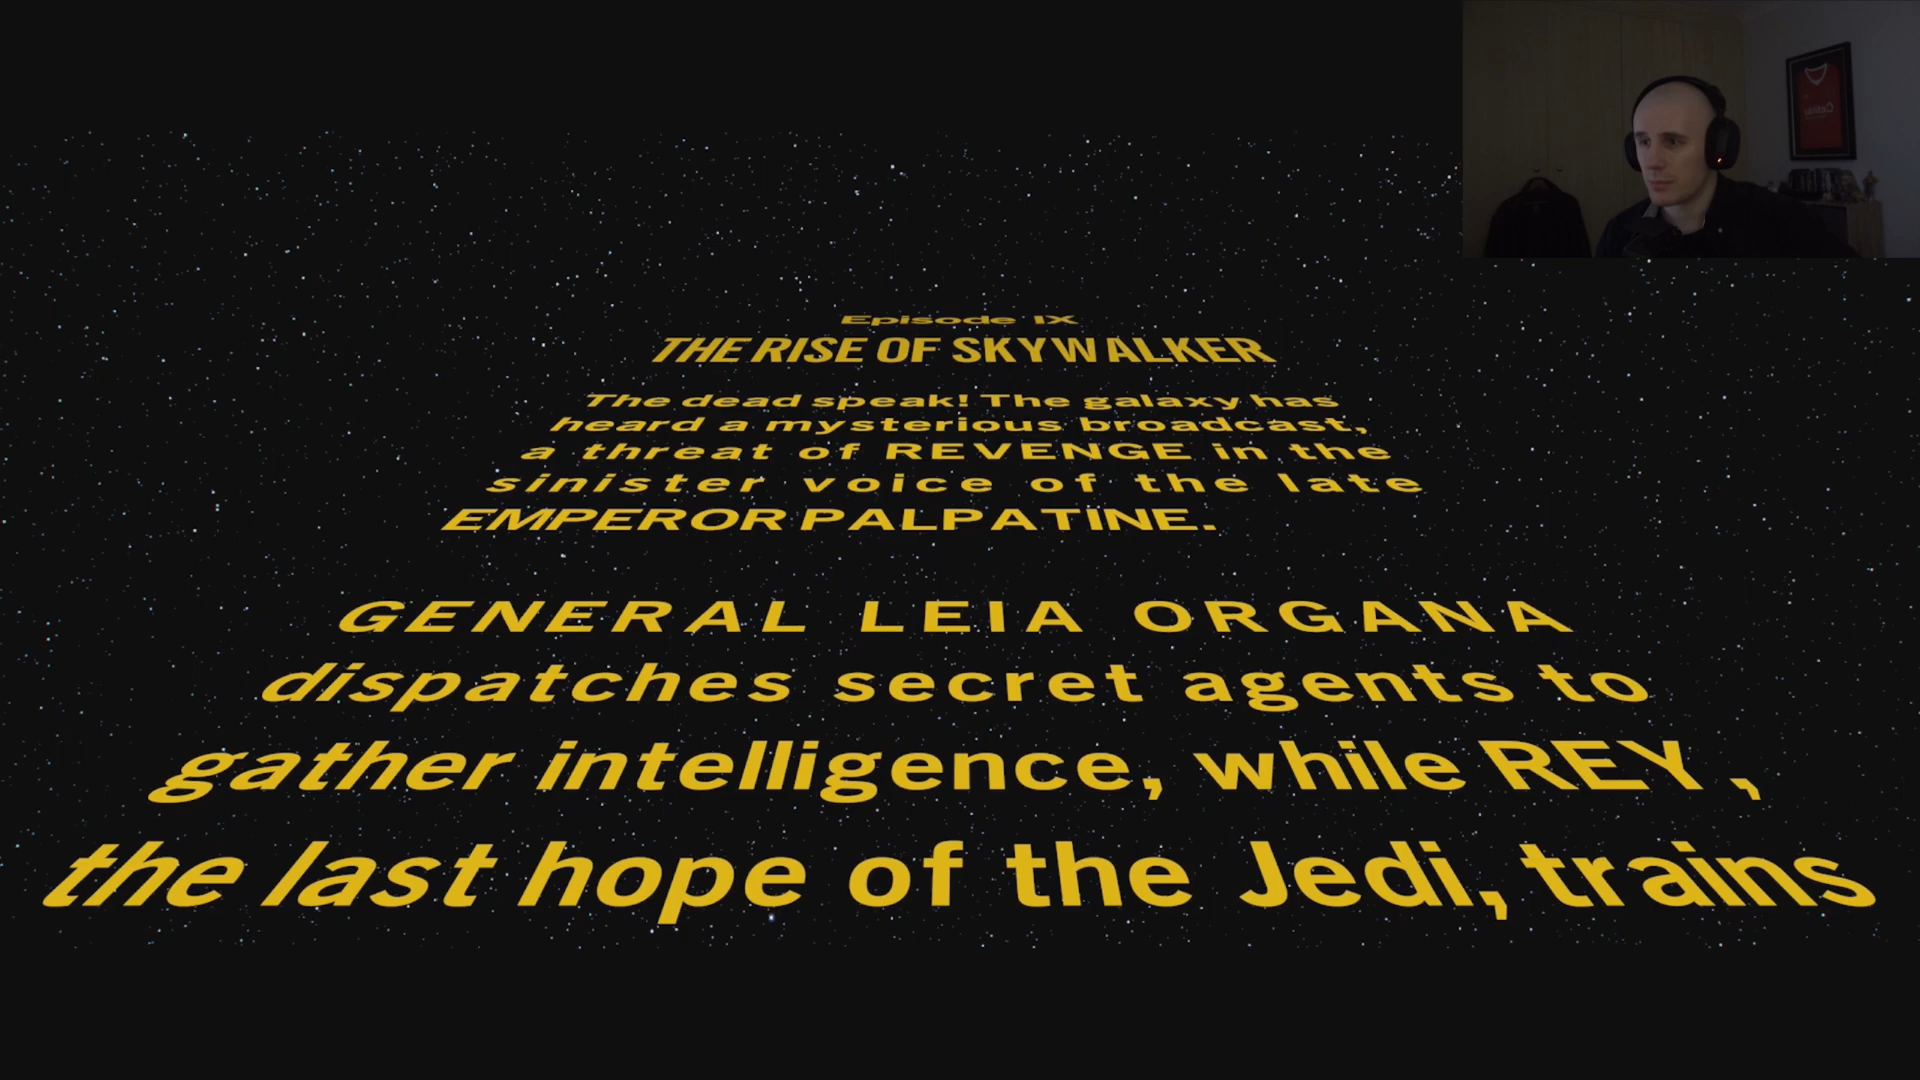 Episode IX
THE RISE OF SKYWALKER
The dead speak! The galaxy has
heard a mysterious broadcast,
a threat of REVENGE in the
sinister voice of the late
EMPEROR PALPATINE.
GENERAL LEIA ORGANA
dispatches secret agents to
gather intelligence, while REY,
the last hope of the Jedi, trains